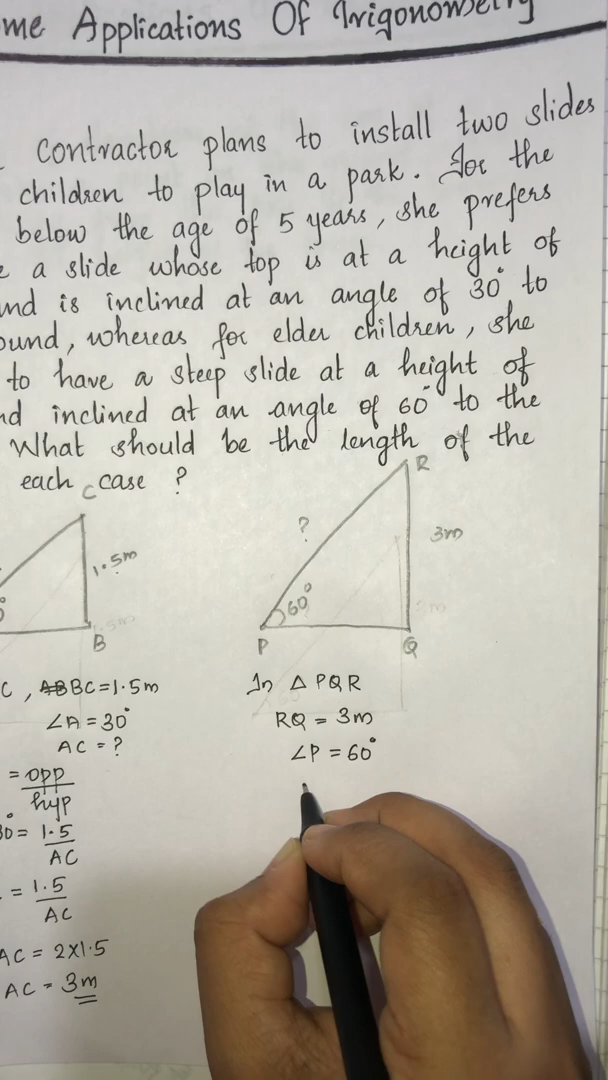 me Applications Of Trigonometry
Contractor plans to install two slides
children to play in a park. For the
below the age of 5 years, she prefers
e a slide whose top is at a height of
nd is inclined at an angle of 30° to
ound, whereas for elder children, she
to have a steep slide at a height of
nd inclined at an angle of 60° to the
What should be the length of the
each case ?
C
1.5m
B
R
?
3m
60°
P
Q
C, BC = 1.5m
∠A = 30°
AC = ?
= opp
hyp
30 = 1.5
AC
= 1.5
AC
AC = 2X1.5
AC = 3m
In △ PQR
RQ = 3m
∠P = 60°